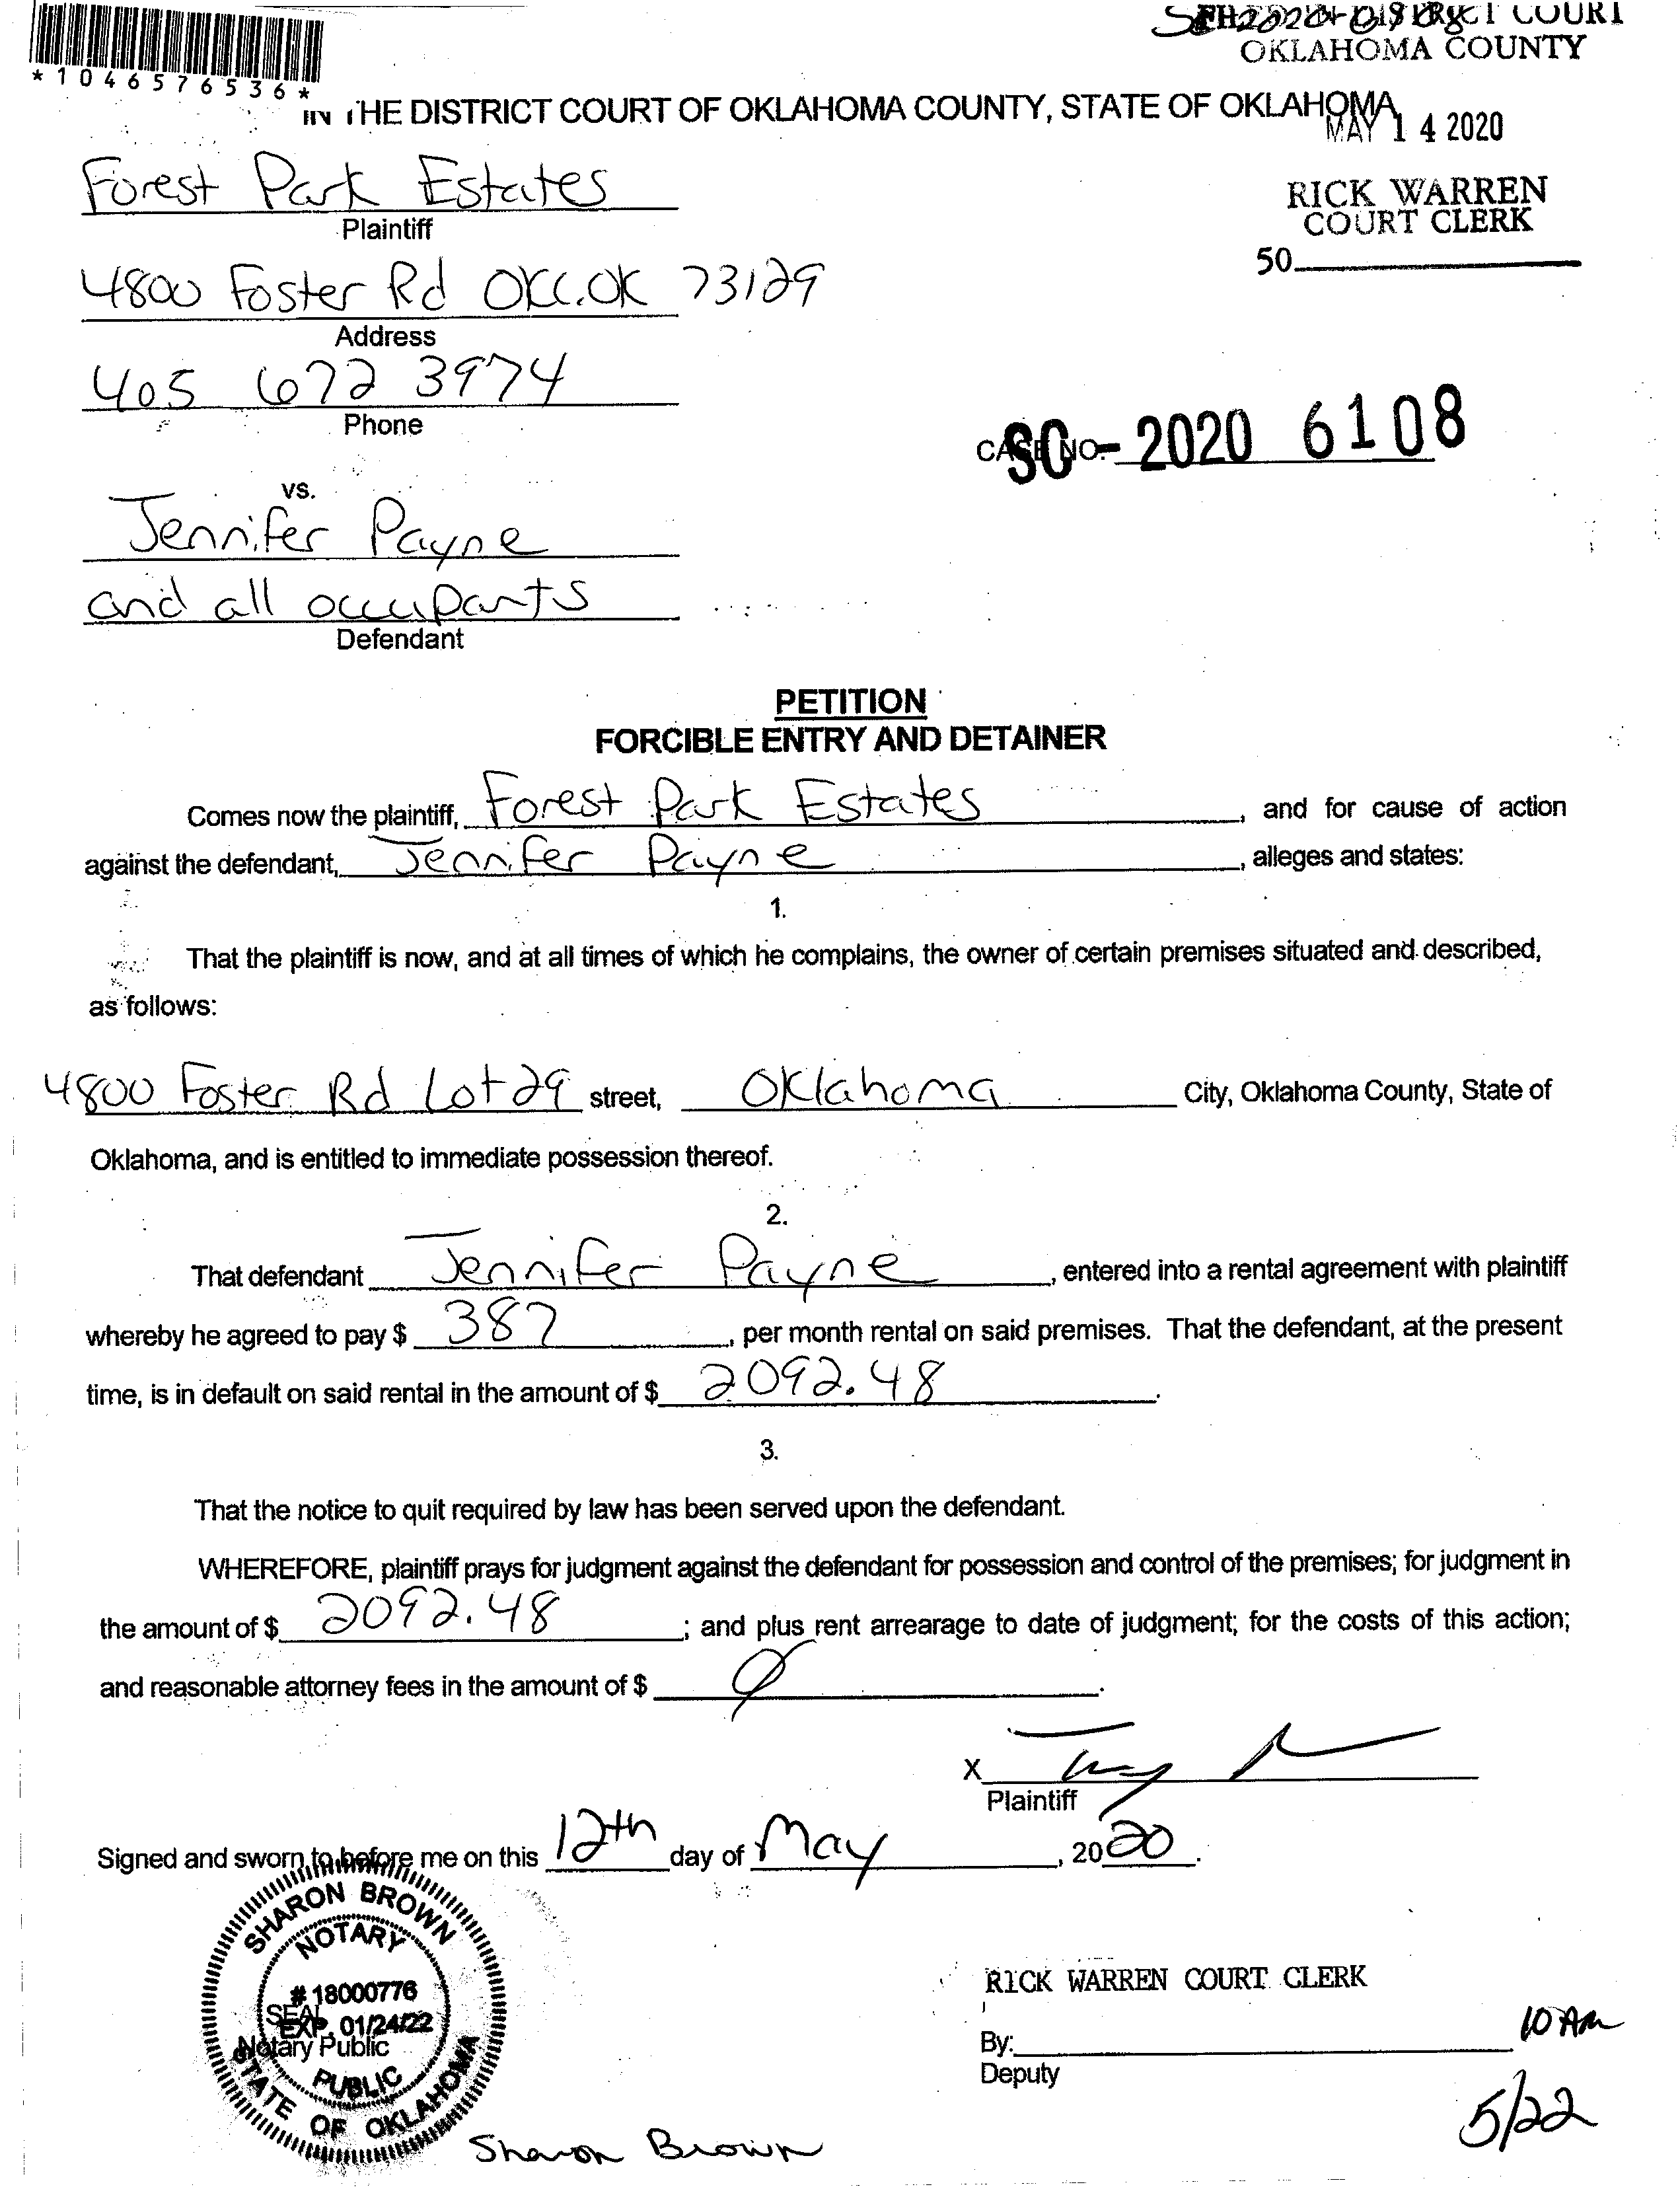 *1046576536*
FILED IN DISTRICT COURT
OKLAHOMA COUNTY
IN THE DISTRICT COURT OF OKLAHOMA COUNTY, STATE OF OKLAHOMA
MAY 14 2020
Forest Park Estates
Plaintiff
RICK WARREN
COURT CLERK
50
4800 Foster Rd OKC.OK 73129
Address
405 672 3974
Phone
CASE NO.
SC-2020 6108
vs.
Jennifer Payne
and all occupants
Defendant
PETITION
FORCIBLE ENTRY AND DETAINER
Comes now the plaintiff, Forest Park Estates, and for cause of action
against the defendant, Jennifer Payne, alleges and states:
1.
That the plaintiff is now, and at all times of which he complains, the owner of certain premises situated and described,
as follows:
4800 Foster Rd Lot 29 street, Oklahoma City, Oklahoma County, State of
Oklahoma, and is entitled to immediate possession thereof.
2.
That defendant Jennifer Payne, entered into a rental agreement with plaintiff
whereby he agreed to pay $ 387, per month rental on said premises. That the defendant, at the present
time, is in default on said rental in the amount of $ 2092.48.
3.
That the notice to quit required by law has been served upon the defendant.
WHEREFORE, plaintiff prays for judgment against the defendant for possession and control of the premises; for judgment in
the amount of $ 2092.48; and plus rent arrearage to date of judgment; for the costs of this action;
and reasonable attorney fees in the amount of $ 0.
X
Plaintiff
Signed and sworn to before me on this 12th day of May, 2020.
SHARON BROWN
NOTARY
# 18000776
SEAL
EXP. 01/24/22
Notary Public
PUBLIC
STATE OF OKLAHOMA
Sharon Brown
RICK WARREN COURT CLERK
By:
10 Am
Deputy
5/22